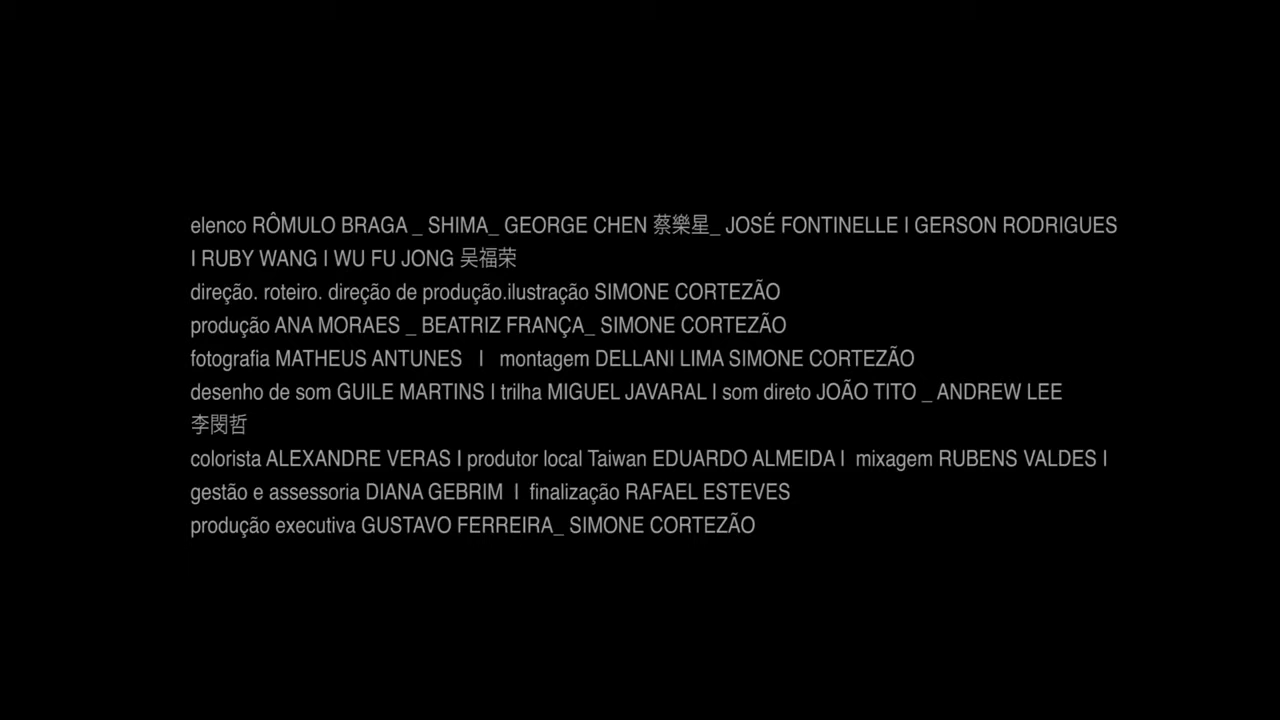 elenco RÔMULO BRAGA _ SHIMA_ GEORGE CHEN 蔡樂星_ JOSÉ FONTINELLE I GERSON RODRIGUES
I RUBY WANG I WU FU JONG 吴福荣
direção. roteiro. direção de produção.ilustração SIMONE CORTEZÃO
produção ANA MORAES _ BEATRIZ FRANÇA_ SIMONE CORTEZÃO
fotografia MATHEUS ANTUNES I montagem DELLANI LIMA SIMONE CORTEZÃO
desenho de som GUILE MARTINS I trilha MIGUEL JAVARAL I som direto JOÃO TITO _ ANDREW LEE
李閔哲
colorista ALEXANDRE VERAS I produtor local Taiwan EDUARDO ALMEIDA I mixagem RUBENS VALDES I
gestão e assessoria DIANA GEBRIM I finalização RAFAEL ESTEVES
produção executiva GUSTAVO FERREIRA_ SIMONE CORTEZÃO